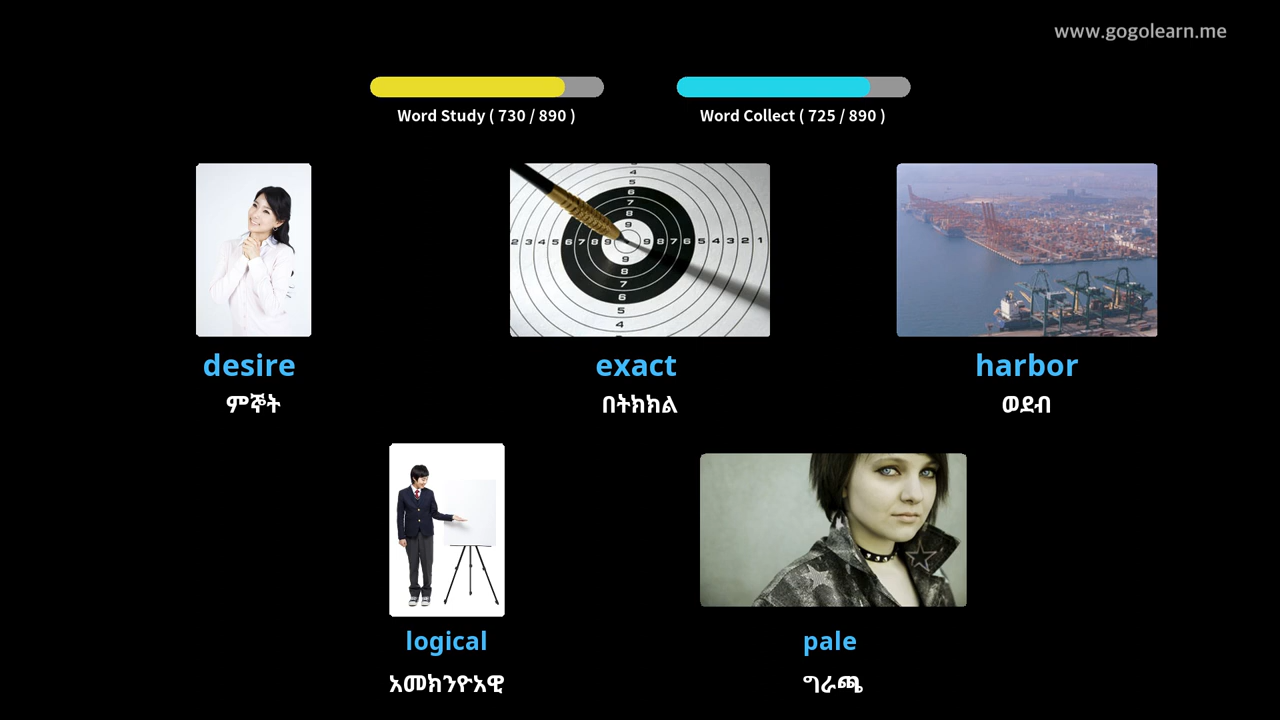 www.gogolearn.me
Word Study ( 730 / 890 )
Word Collect ( 725 / 890 )
desire
exact
harbor
ምኞት
በትክክል
ወደብ
logical
pale
አመክንዮአዊ
ግራጫ